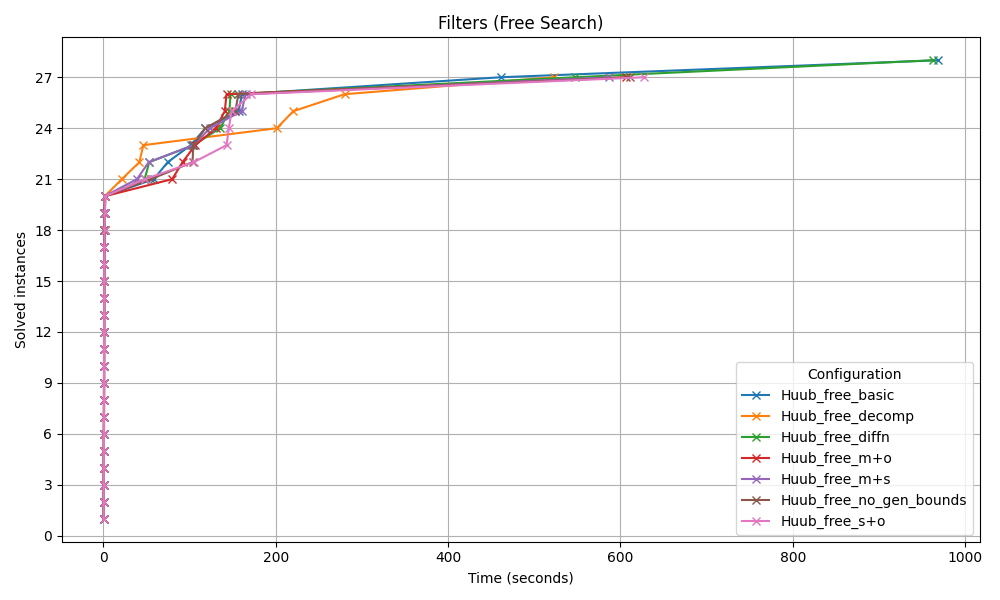 Filters (Free Search)
Solved instances
27
24
21
18
15
12
9
6
3
0
0 200 400 600 800 1000
Time (seconds)
Configuration
Huub_free_basic
Huub_free_decomp
Huub_free_diffn
Huub_free_m+o
Huub_free_m+s
Huub_free_no_gen_bounds
Huub_free_s+o